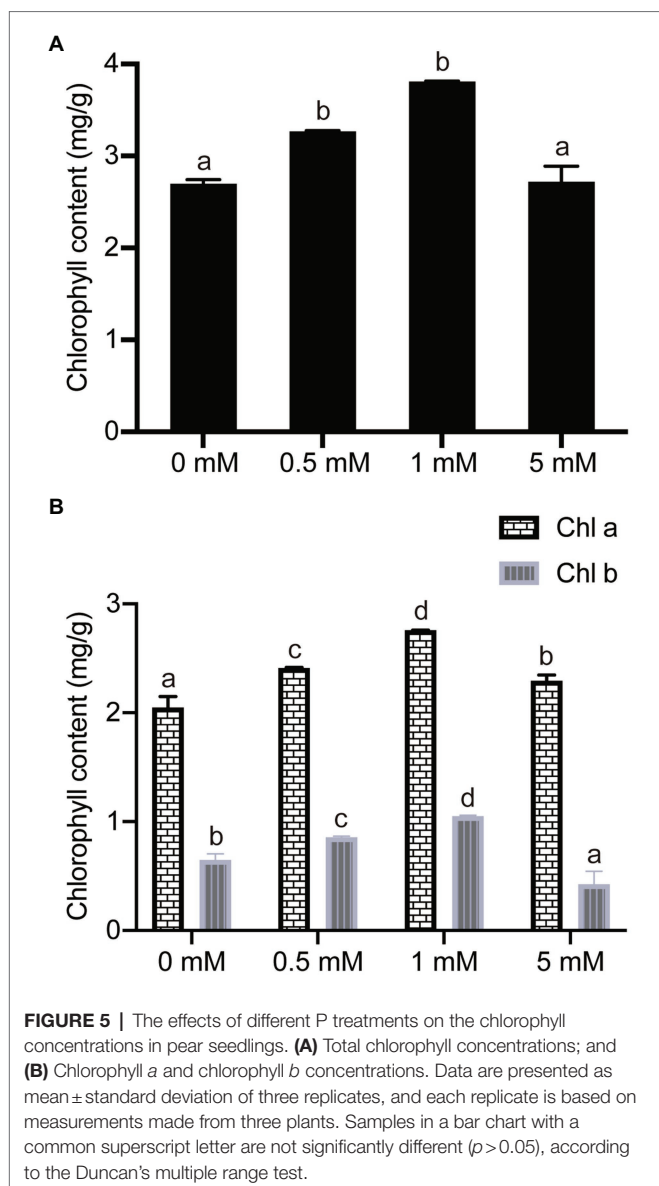 A
Chlorophyll content (mg/g)
4
3
2
1
0
a
b
b
a
0 mM 0.5 mM 1 mM 5 mM
B
Chl a
Chl b
Chlorophyll content (mg/g)
3
2
1
0
a
b
c
c
d
d
b
a
0 mM 0.5 mM 1 mM 5 mM
FIGURE 5 | The effects of different P treatments on the chlorophyll
concentrations in pear seedlings. (A) Total chlorophyll concentrations; and
(B) Chlorophyll a and chlorophyll b concentrations. Data are presented as
mean ± standard deviation of three replicates, and each replicate is based on
measurements made from three plants. Samples in a bar chart with a
common superscript letter are not significantly different (p > 0.05), according
to the Duncan's multiple range test.